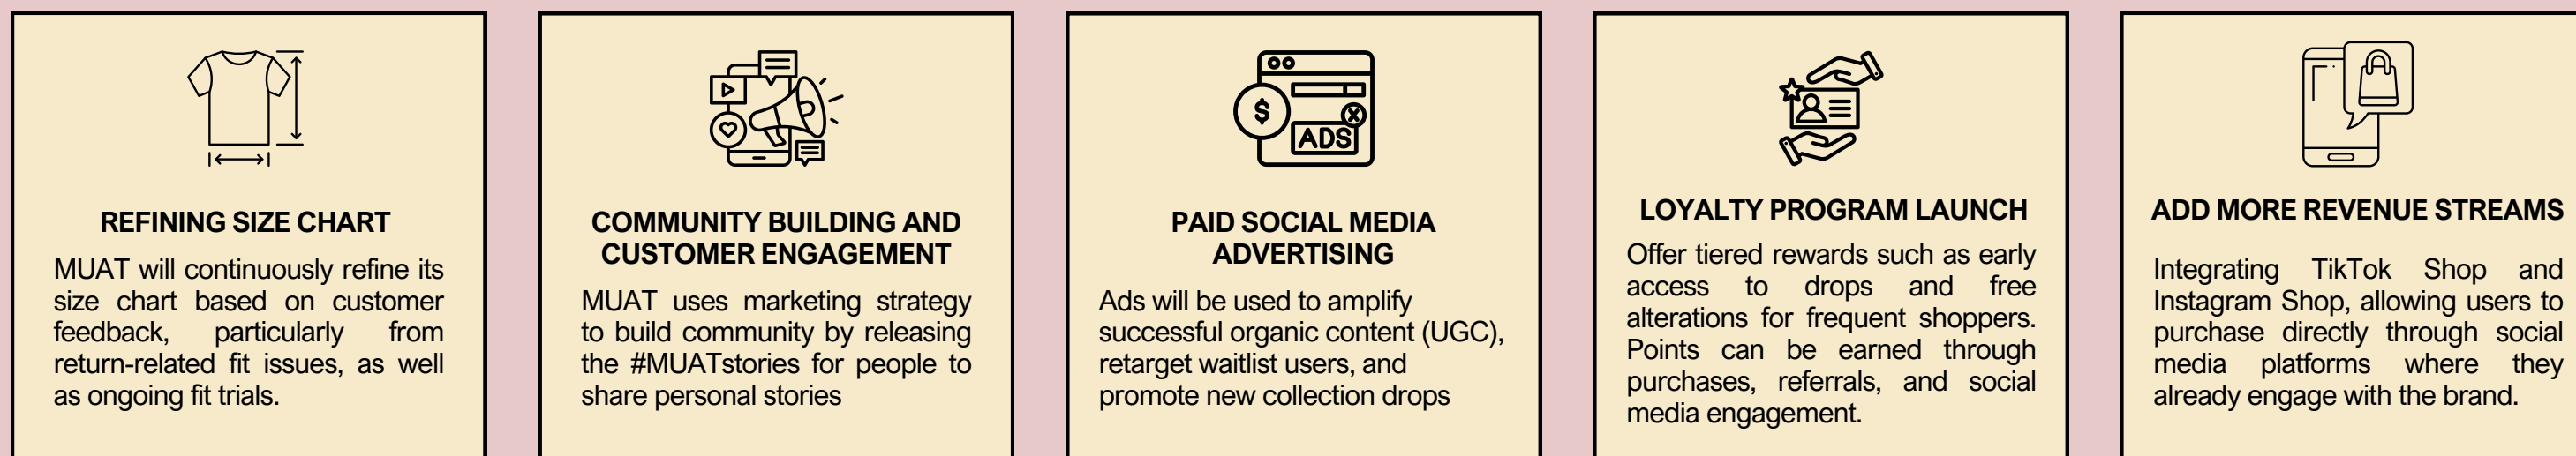 $
ADS
REFINING SIZE CHART
MUAT will continuously refine its
size chart based on customer
feedback, particularly from
return-related fit issues, as well
as ongoing fit trials.
COMMUNITY BUILDING AND
CUSTOMER ENGAGEMENT
MUAT uses marketing strategy
to build community by releasing
the #MUATstories for people to
share personal stories
PAID SOCIAL MEDIA
ADVERTISING
Ads will be used to amplify
successful organic content (UGC),
retarget waitlist users, and
promote new collection drops
LOYALTY PROGRAM LAUNCH
Offer tiered rewards such as early
access to drops and free
alterations for frequent shoppers.
Points can be earned through
purchases, referrals, and social
media engagement.
ADD MORE REVENUE STREAMS
Integrating TikTok Shop and
Instagram Shop, allowing users to
purchase directly through social
media platforms where they
already engage with the brand.